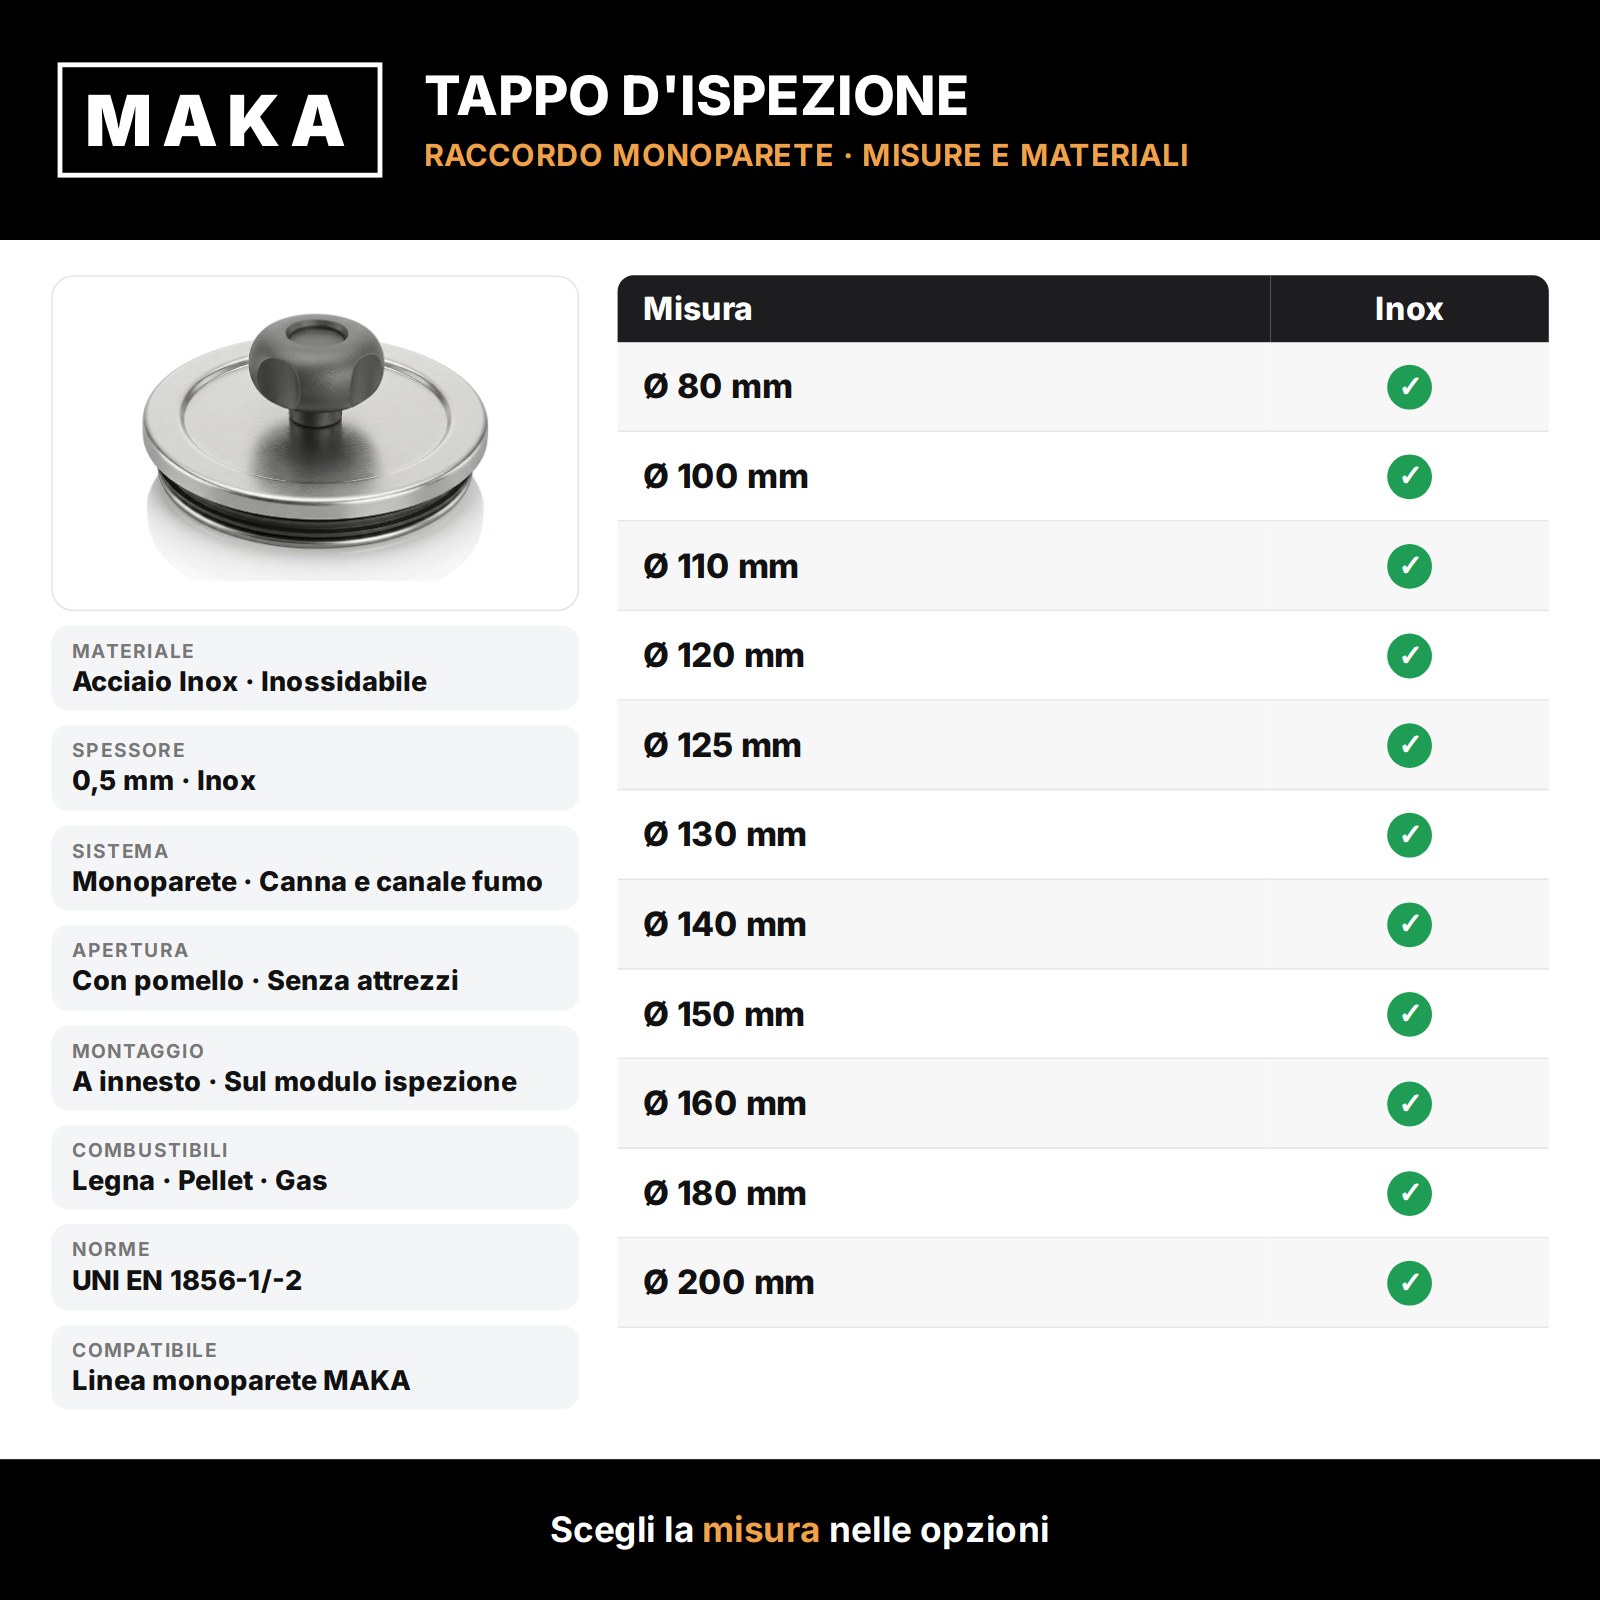 MAKA
TAPPO D'ISPEZIONE
RACCORDO MONOPARETE · MISURE E MATERIALI
MATERIALE
Acciaio Inox · Inossidabile
SPESSORE
0,5 mm · Inox
SISTEMA
Monoparete · Canna e canale fumo
APERTURA
Con pomello · Senza attrezzi
MONTAGGIO
A innesto · Sul modulo ispezione
COMBUSTIBILI
Legna · Pellet · Gas
NORME
UNI EN 1856-1/-2
COMPATIBILE
Linea monoparete MAKA
Misura Inox
Ø 80 mm ✓
Ø 100 mm ✓
Ø 110 mm ✓
Ø 120 mm ✓
Ø 125 mm ✓
Ø 130 mm ✓
Ø 140 mm ✓
Ø 150 mm ✓
Ø 160 mm ✓
Ø 180 mm ✓
Ø 200 mm ✓
Scegli la misura nelle opzioni